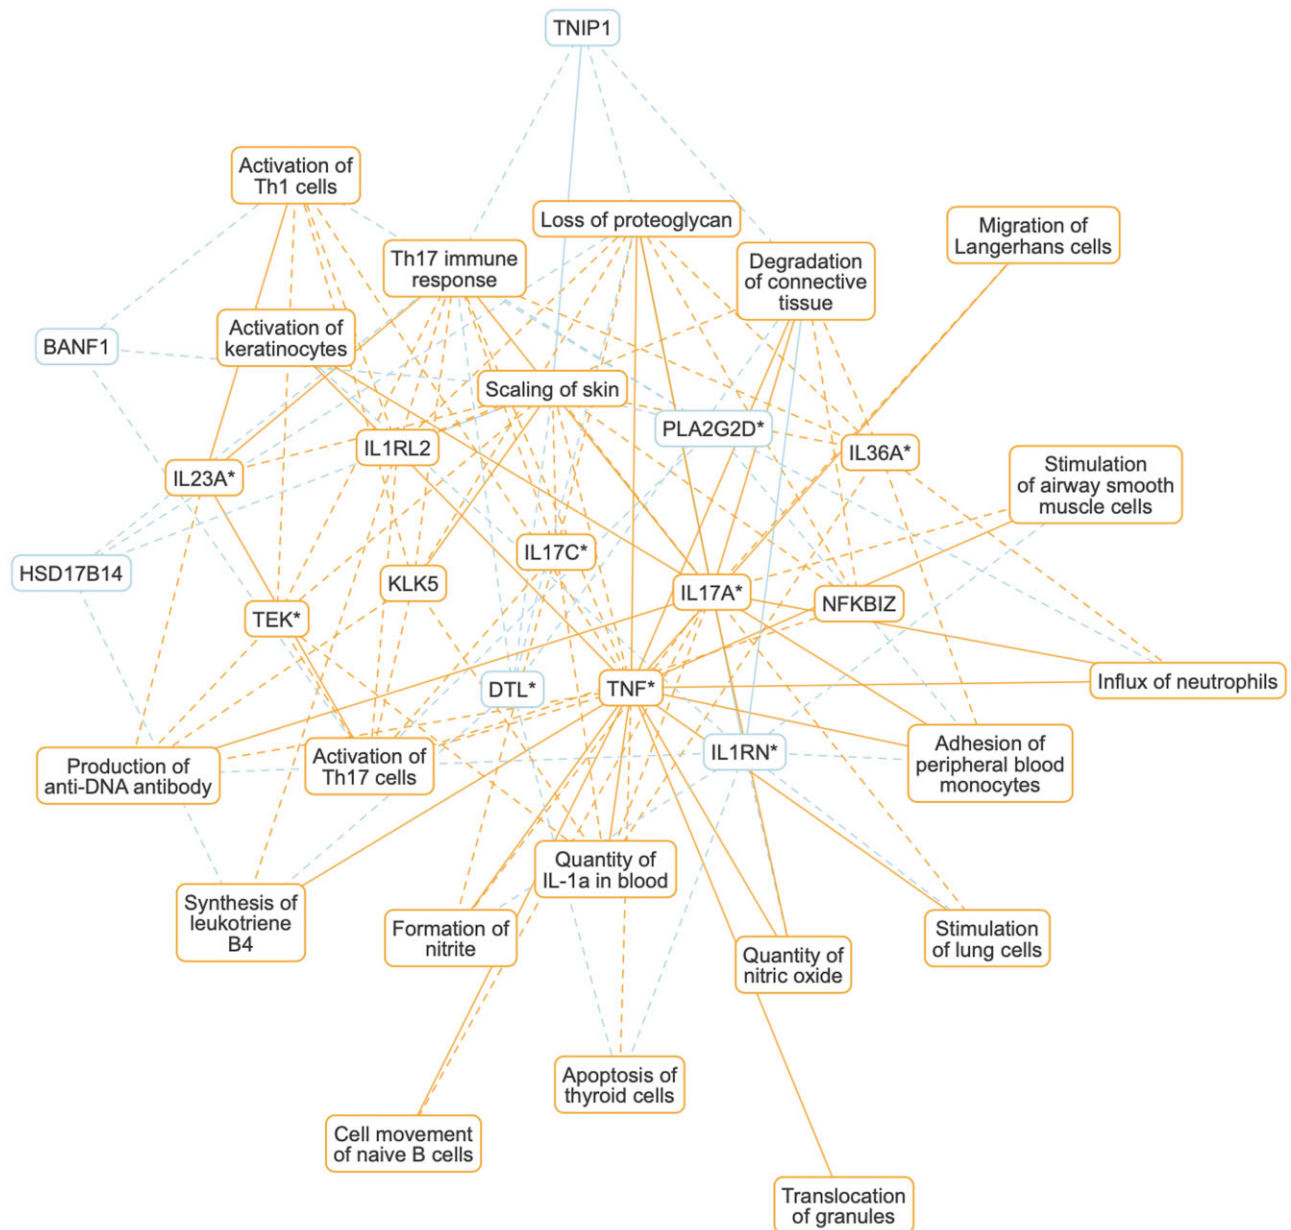 TNIP1
Activation of
Th1 cells
Loss of proteoglycan
Migration of
Langerhans cells
Th17 immune
response
Degradation
of connective
tissue
BANF1
Activation of
keratinocytes
Scaling of skin
PLA2G2D*
IL1RL2
IL36A*
IL23A*
Stimulation
of airway smooth
muscle cells
HSD17B14
IL17C*
KLK5
IL17A*
NFKBIZ
TEK*
DTL*
TNF*
Influx of neutrophils
IL1RN*
Production of
anti-DNA antibody
Activation of
Th17 cells
Adhesion of
peripheral blood
monocytes
Quantity of
IL-1a in blood
Synthesis of
leukotriene
B4
Formation of
nitrite
Quantity of
nitric oxide
Stimulation
of lung cells
Apoptosis of
thyroid cells
Cell movement
of naive B cells
Translocation
of granules